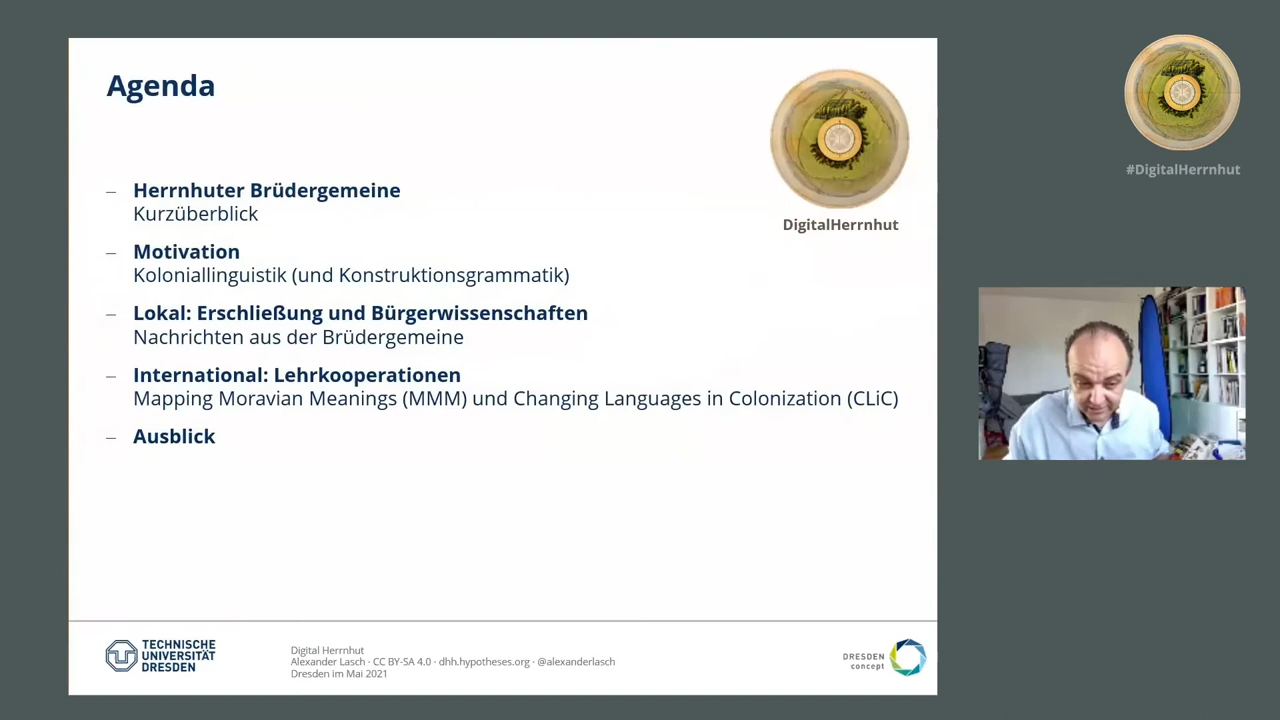 Agenda
DigitalHerrnhut
– Herrnhuter Brüdergemeine
Kurzüberblick
– Motivation
Koloniallinguistik (und Konstruktionsgrammatik)
– Lokal: Erschließung und Bürgerwissenschaften
Nachrichten aus der Brüdergemeine
– International: Lehrkooperationen
Mapping Moravian Meanings (MMM) und Changing Languages in Colonization (CLiC)
– Ausblick
TECHNISCHE
UNIVERSITÄT
DRESDEN
Digital Herrnhut
Alexander Lasch · CC BY-SA 4.0 · dhh.hypotheses.org · @alexanderlasch
Dresden im Mai 2021
DRESDEN
concept
#DigitalHerrnhut